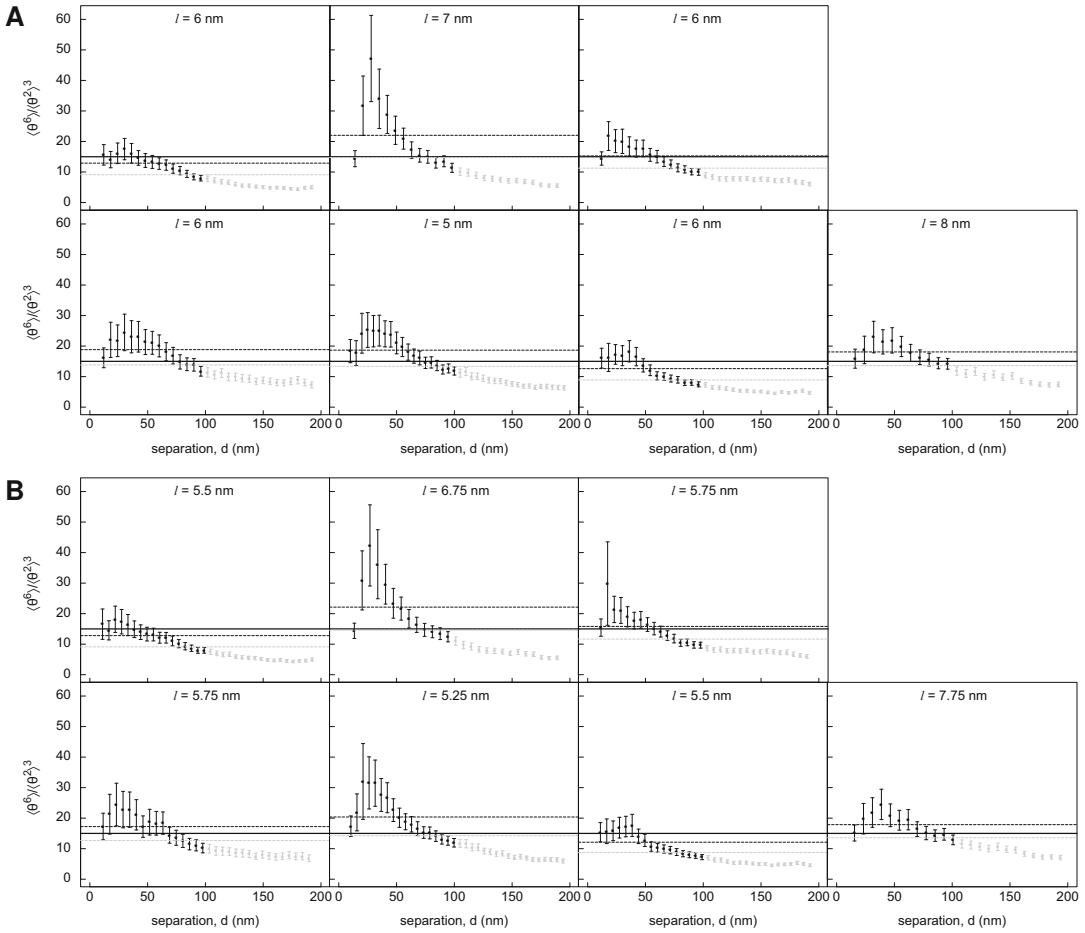 A
l = 6 nm
l = 7 nm
l = 6 nm
60
50
40
30
20
10
0
⟨θ⁶⟩/⟨θ²⟩³
l = 6 nm
l = 5 nm
l = 6 nm
l = 8 nm
60
50
40
30
20
10
0
⟨θ⁶⟩/⟨θ²⟩³
0 50 100 150 200 0 50 100 150 200 0 50 100 150 200 0 50 100 150 200
separation, d (nm) separation, d (nm) separation, d (nm) separation, d (nm)
B
l = 5.5 nm
l = 6.75 nm
l = 5.75 nm
60
50
40
30
20
10
0
⟨θ⁶⟩/⟨θ²⟩³
l = 5.75 nm
l = 5.25 nm
l = 5.5 nm
l = 7.75 nm
60
50
40
30
20
10
0
⟨θ⁶⟩/⟨θ²⟩³
0 50 100 150 200 0 50 100 150 200 0 50 100 150 200 0 50 100 150 200
separation, d (nm) separation, d (nm) separation, d (nm) separation, d (nm)